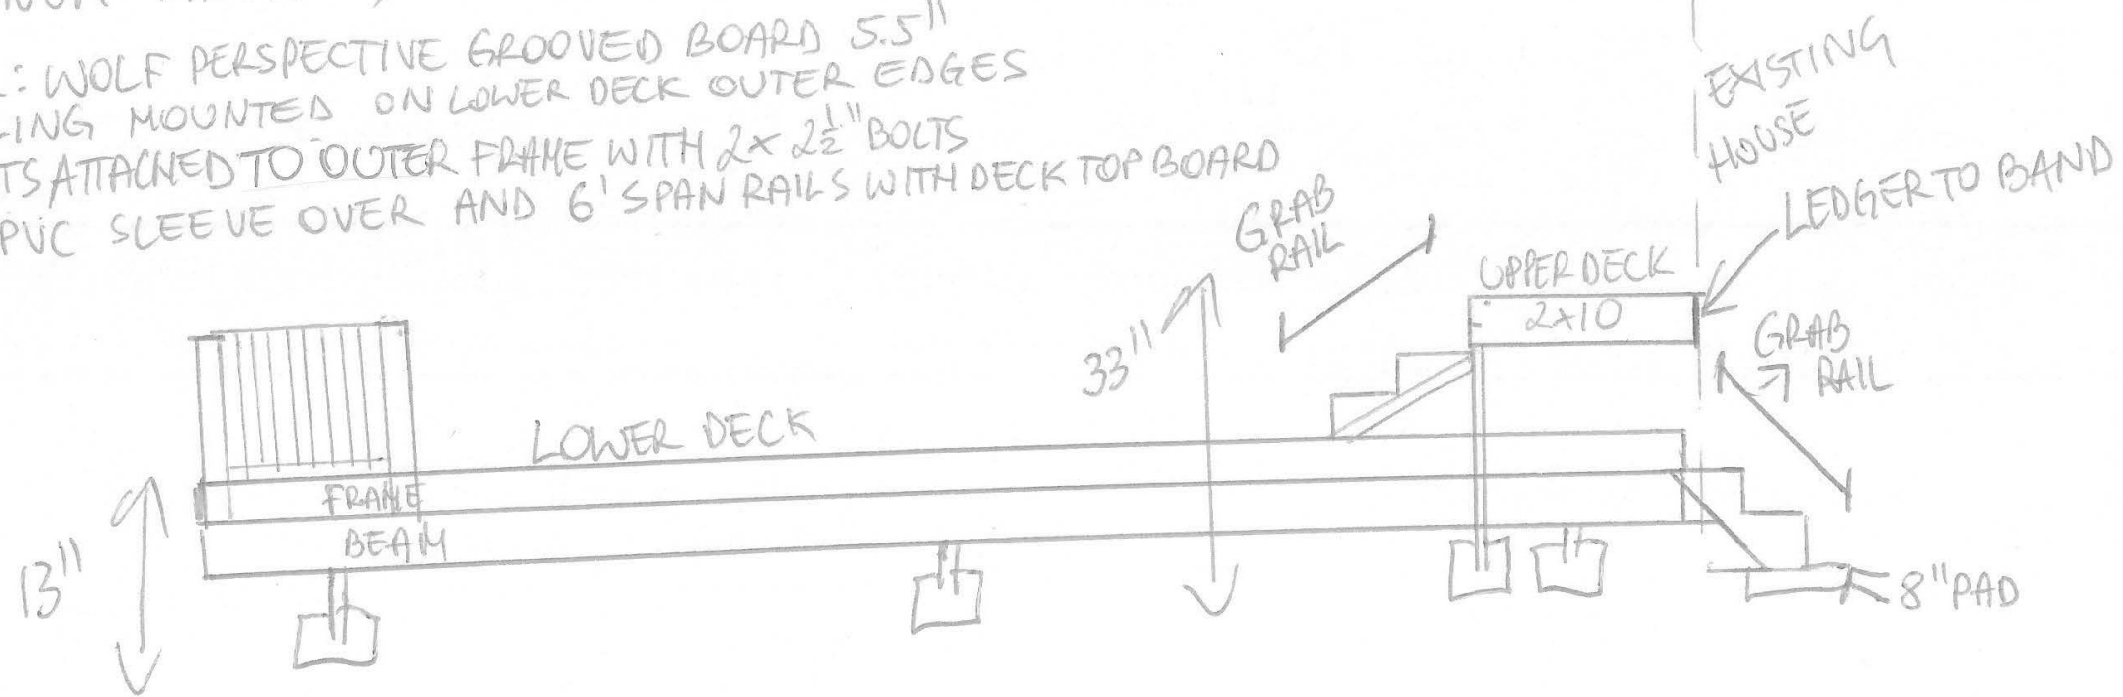 : WOLF PERSPECTIVE GROOVED BOARD 5.5"
LING MOUNTED ON LOWER DECK OUTER EDGES
TS ATTACHED TO OUTER FRAME WITH 2x 2½" BOLTS
PVC SLEEVE OVER AND 6' SPAN RAILS WITH DECK TOP BOARD
EXISTING
HOUSE
LEDGER TO BAND
GRAB
RAIL
UPPER DECK
2x10
GRAB
RAIL
33"
LOWER DECK
FRAME
BEAM
13"
8" PAD